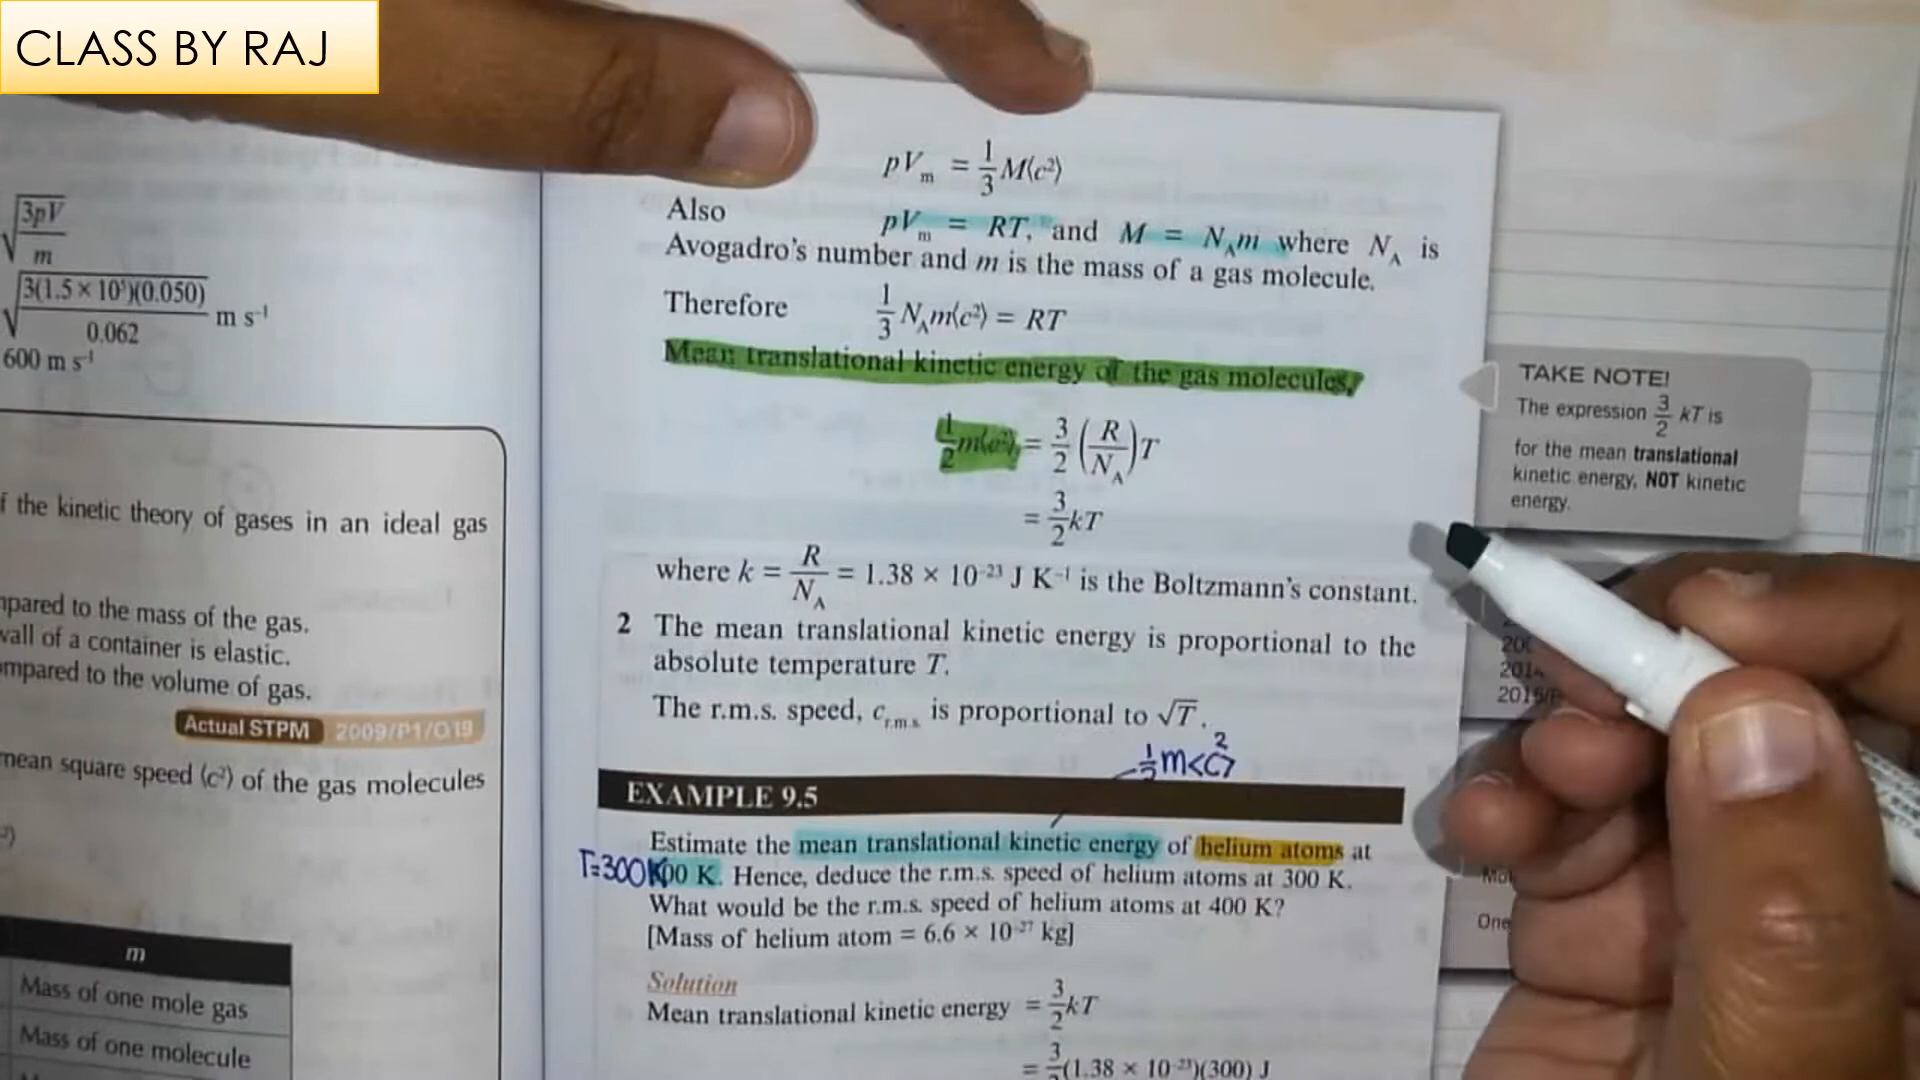 CLASS BY RAJ
√3pV/m
√3(1.5 × 10⁵)(0.050)/0.062 m s⁻¹
600 m s⁻¹
the kinetic theory of gases in an ideal gas
to the mass of the gas.
of a container is elastic.
to the volume of gas.
Actual STPM 2009/P1/Q19
mean square speed ⟨c²⟩ of the gas molecules
m
Mass of one mole gas
Mass of one molecule
pVₘ = 1/3 M⟨c²⟩
Also pVₘ = RT, and M = N_A m where N_A is
Avogadro's number and m is the mass of a gas molecule.
Therefore 1/3 N_A m⟨c²⟩ = RT
Mean translational kinetic energy of the gas molecules,
1/2 m⟨c²⟩ = 3/2 (R/N_A)T
= 3/2 kT
where k = R/N_A = 1.38 × 10⁻²³ J K⁻¹ is the Boltzmann's constant.
2 The mean translational kinetic energy is proportional to the
absolute temperature T.
The r.m.s. speed, c_r.m.s. is proportional to √T.
1/2 m<c²>
EXAMPLE 9.5
Estimate the mean translational kinetic energy of helium atoms at
T=300K 00 K. Hence, deduce the r.m.s. speed of helium atoms at 300 K.
What would be the r.m.s. speed of helium atoms at 400 K?
[Mass of helium atom = 6.6 × 10⁻²⁷ kg]
Solution
Mean translational kinetic energy = 3/2 kT
= 3/2 (1.38 × 10⁻²³)(300) J
TAKE NOTE!
The expression 3/2 kT is
for the mean translational
kinetic energy, NOT kinetic
energy.
One